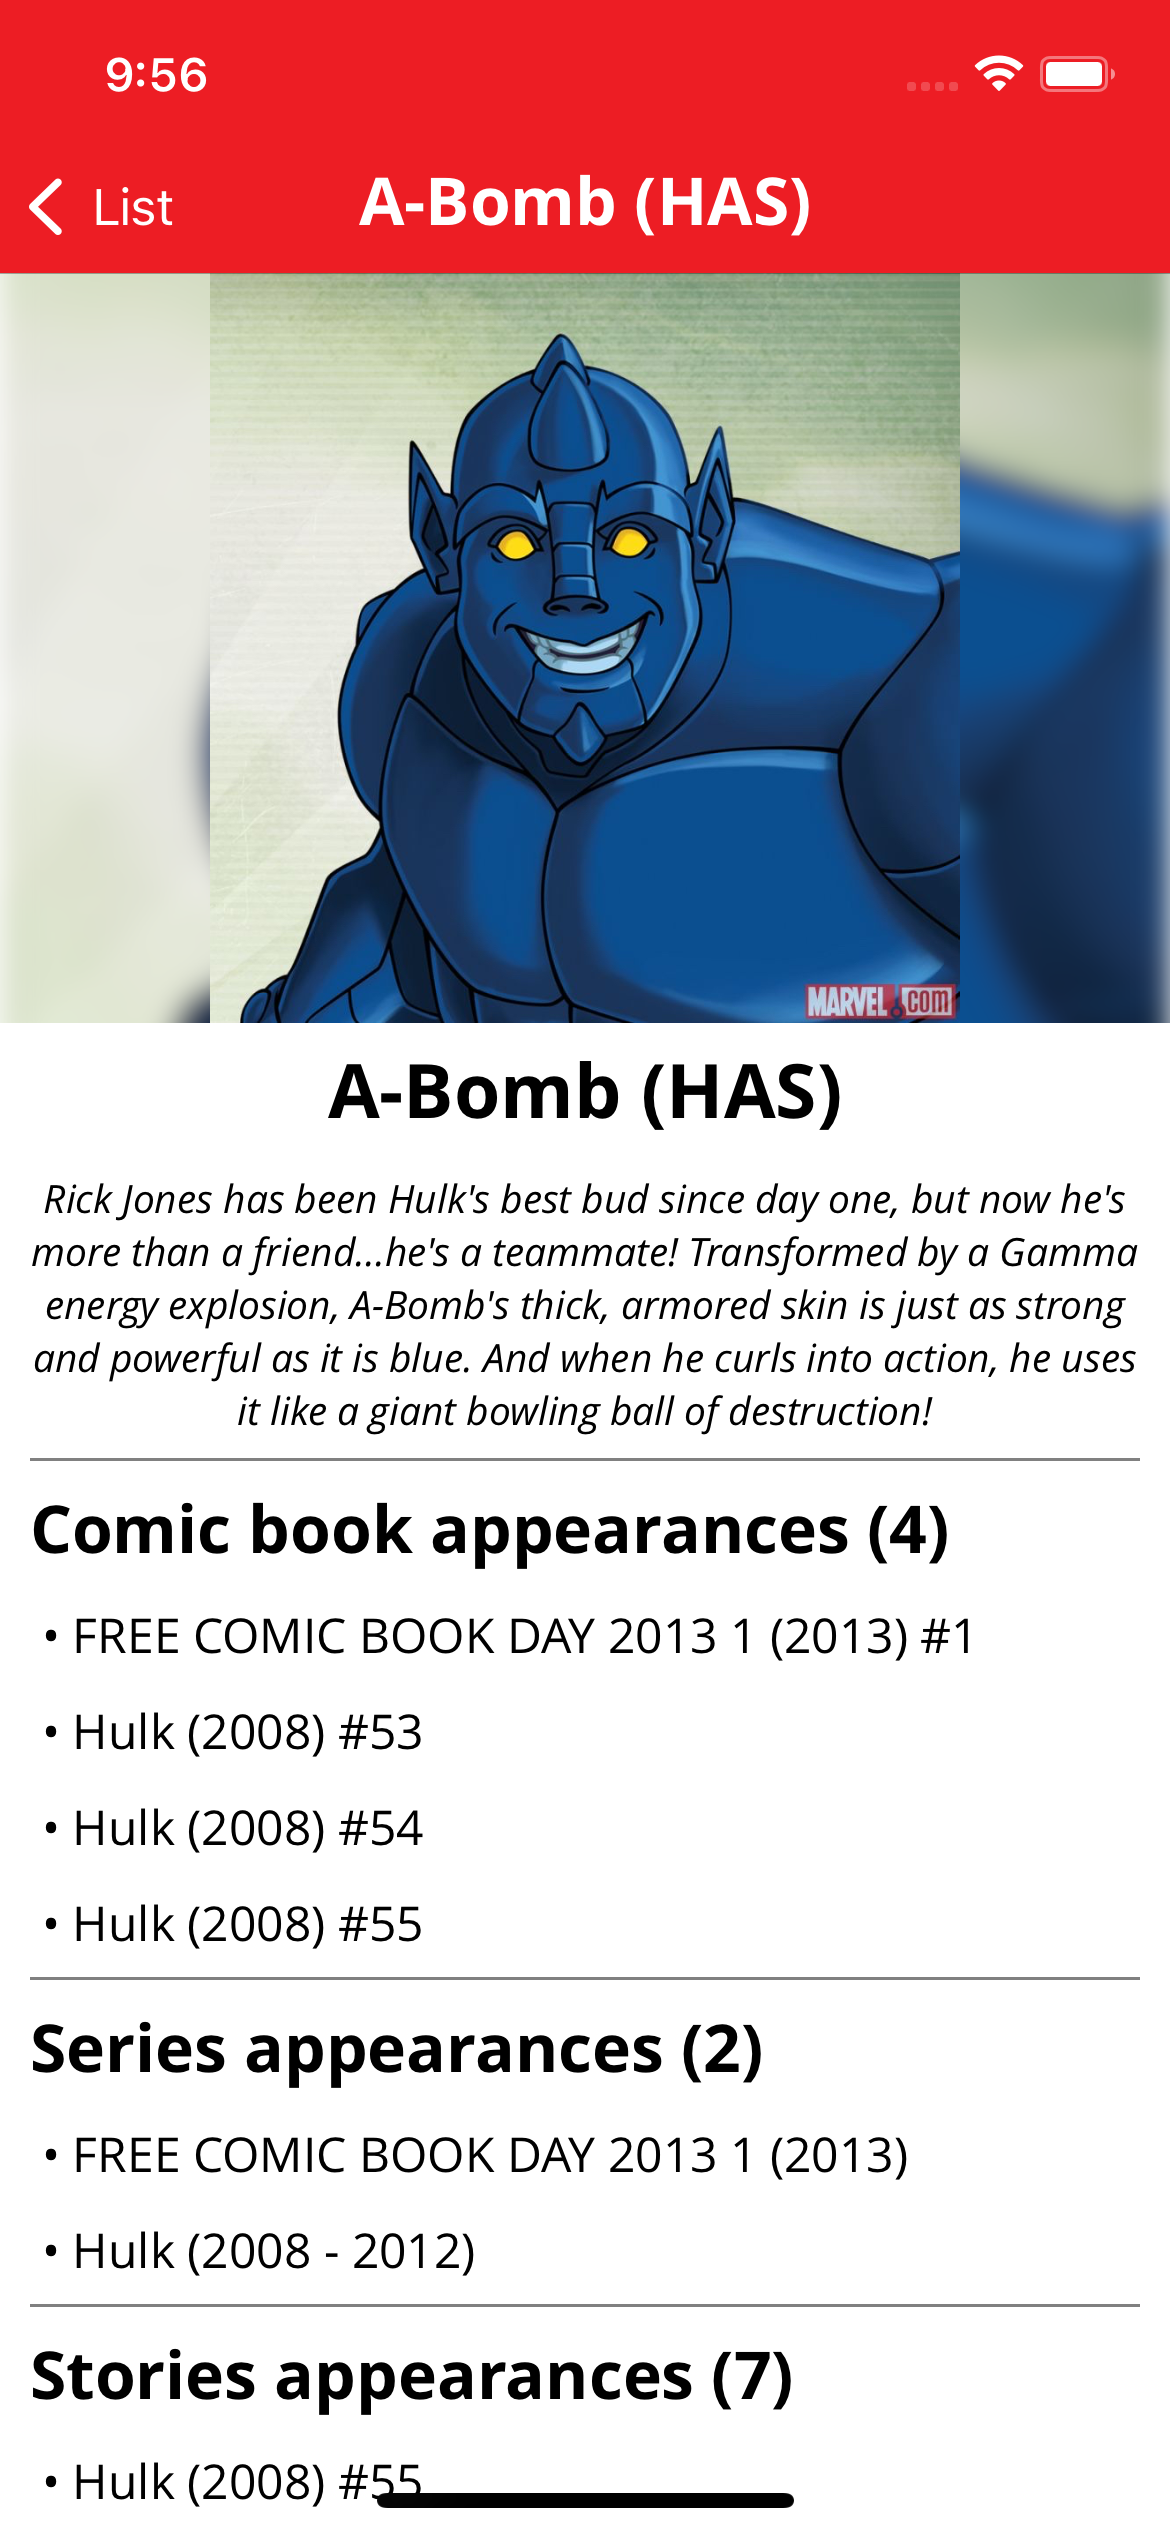 9:56
List
A-Bomb (HAS)
MARVEL.com
A-Bomb (HAS)
Rick Jones has been Hulk's best bud since day one, but now he's
more than a friend...he's a teammate! Transformed by a Gamma
energy explosion, A-Bomb's thick, armored skin is just as strong
and powerful as it is blue. And when he curls into action, he uses
it like a giant bowling ball of destruction!
Comic book appearances (4)
• FREE COMIC BOOK DAY 2013 1 (2013) #1
• Hulk (2008) #53
• Hulk (2008) #54
• Hulk (2008) #55
Series appearances (2)
• FREE COMIC BOOK DAY 2013 1 (2013)
• Hulk (2008 - 2012)
Stories appearances (7)
• Hulk (2008) #55